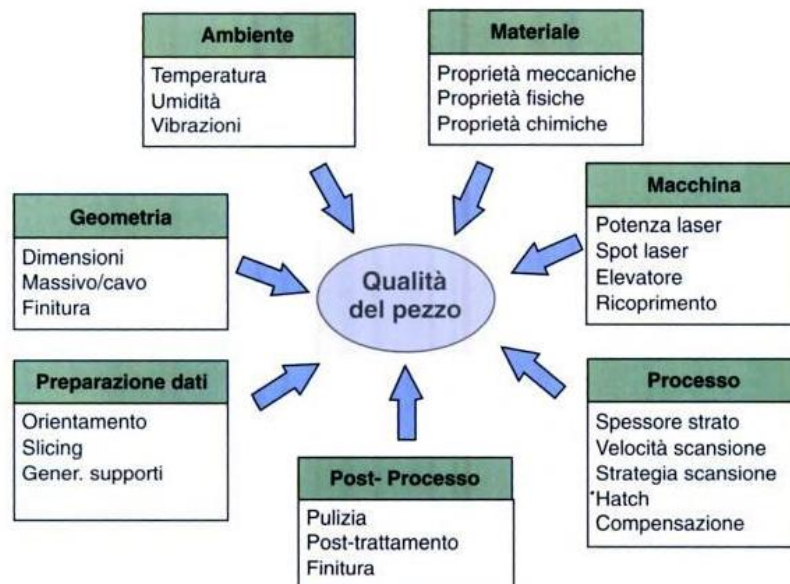 Ambiente
Temperatura
Umidità
Vibrazioni
Materiale
Proprietà meccaniche
Proprietà fisiche
Proprietà chimiche
Geometria
Dimensioni
Massivo/cavo
Finitura
Qualità
del pezzo
Macchina
Potenza laser
Spot laser
Elevatore
Ricoprimento
Preparazione dati
Orientamento
Slicing
Gener. supporti
Post- Processo
Pulizia
Post-trattamento
Finitura
Processo
Spessore strato
Velocità scansione
Strategia scansione
Hatch
Compensazione